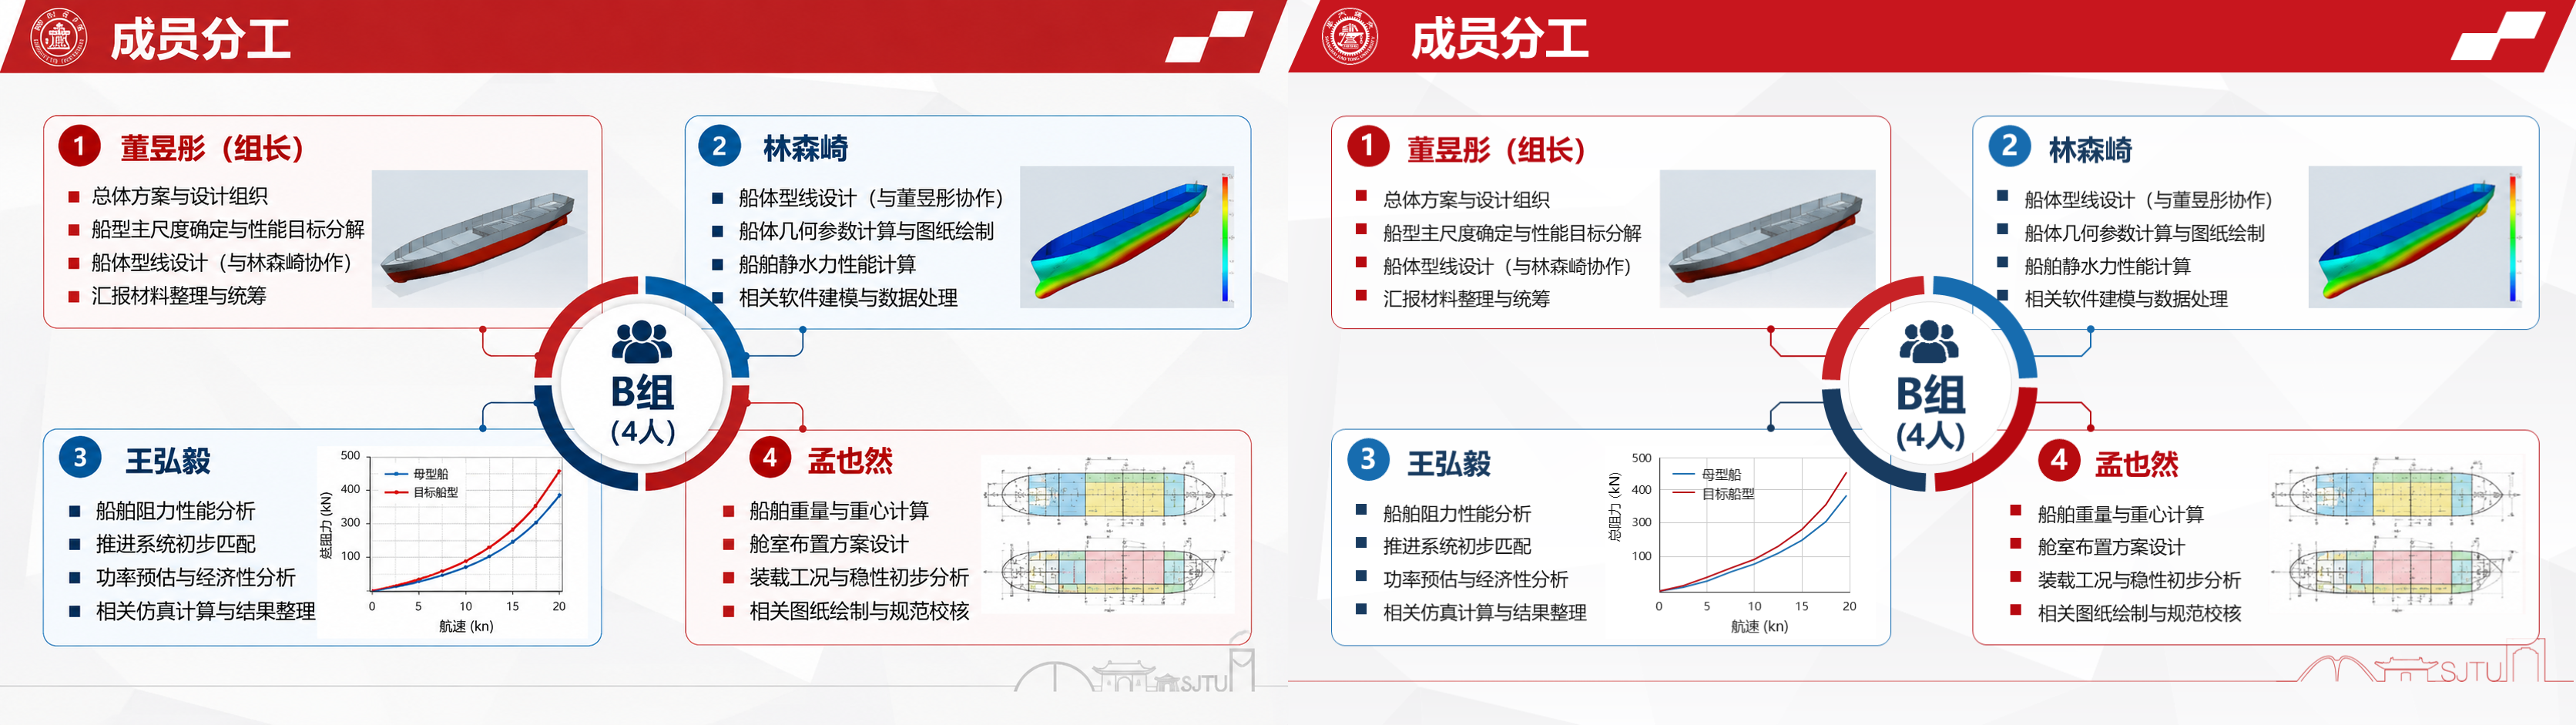 成员分工
1 董昱彤（组长）
总体方案与设计组织
船型主尺度确定与性能目标分解
船体型线设计（与林森崎协作）
汇报材料整理与统筹
2 林森崎
船体型线设计（与董昱彤协作）
船体几何参数计算与图纸绘制
船舶静水力性能计算
相关软件建模与数据处理
B组
(4人)
3 王弘毅
船舶阻力性能分析
推进系统初步匹配
功率预估与经济性分析
相关仿真计算与结果整理
500
400
300
100
总阻力 (kN)
母型船
目标船型
0 5 10 15 20
航速 (kn)
4 孟也然
船舶重量与重心计算
舱室布置方案设计
装载工况与稳性初步分析
相关图纸绘制与规范校核
SJTU
成员分工
1 董昱彤（组长）
总体方案与设计组织
船型主尺度确定与性能目标分解
船体型线设计（与林森崎协作）
汇报材料整理与统筹
2 林森崎
船体型线设计（与董昱彤协作）
船体几何参数计算与图纸绘制
船舶静水力性能计算
相关软件建模与数据处理
B组
(4人)
3 王弘毅
船舶阻力性能分析
推进系统初步匹配
功率预估与经济性分析
相关仿真计算与结果整理
500
400
300
100
总阻力 (kN)
母型船
目标船型
0 5 10 15 20
航速 (kn)
4 孟也然
船舶重量与重心计算
舱室布置方案设计
装载工况与稳性初步分析
相关图纸绘制与规范校核
SJTU